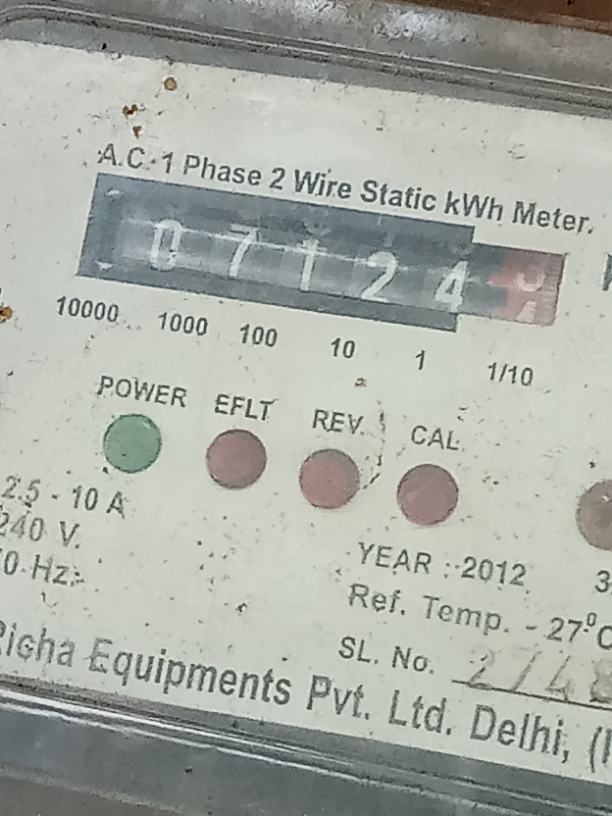 A.C. 1 Phase 2 Wire Static kWh Meter.
0 7 1 2 4
10000 1000 100 10 1 1/10
POWER EFLT REV. CAL.
2.5 - 10 A
240 V.
YEAR : 2012
Ref. Temp. - 27°C
SL. No.
Richa Equipments Pvt. Ltd. Delhi,